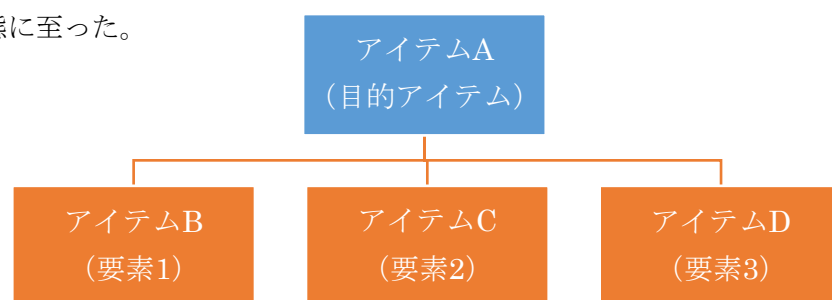 態に至った。
アイテムA
（目的アイテム）
アイテムB
（要素1）
アイテムC
（要素2）
アイテムD
（要素3）